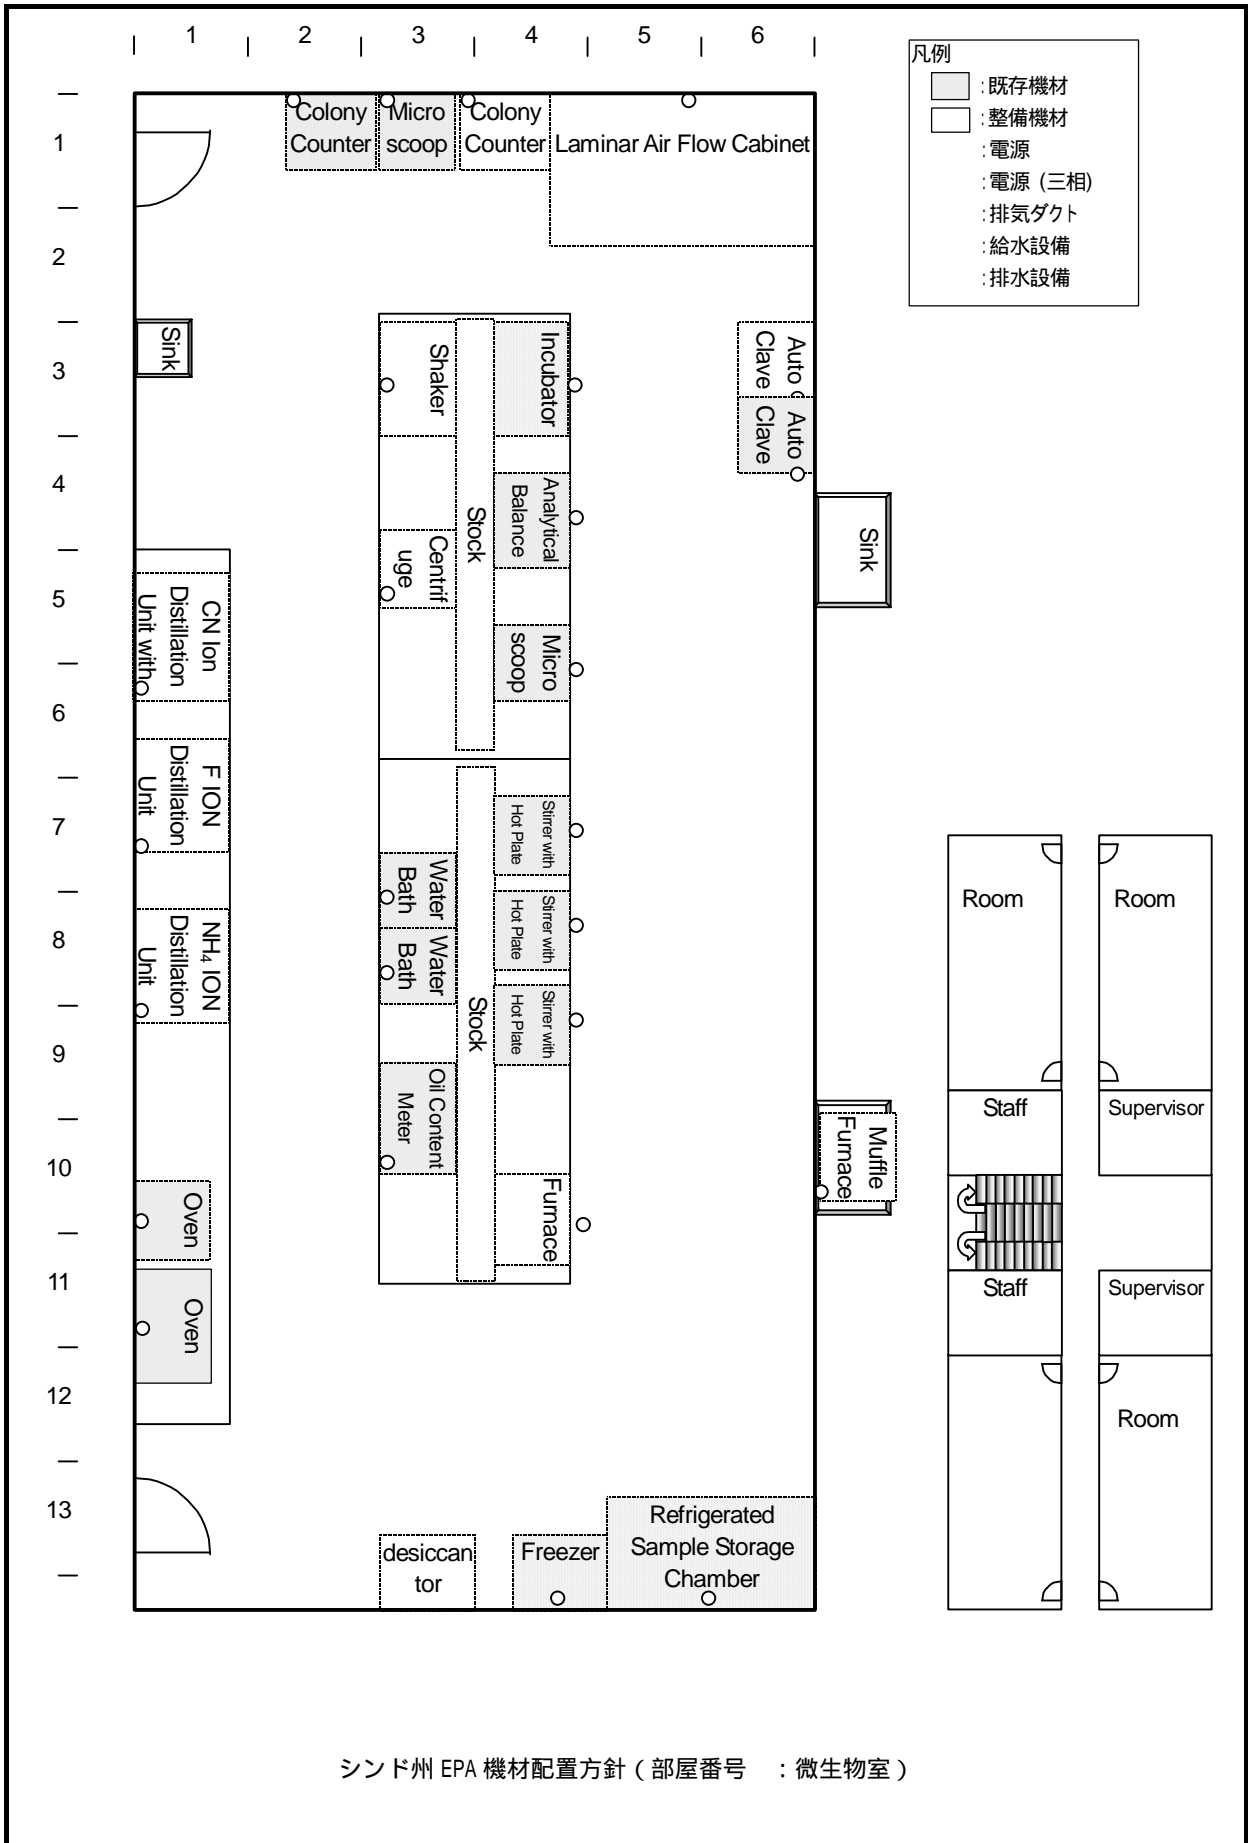 1 2 3 4 5 6
凡例
:既存機材
:整備機材
:電源
:電源 (三相)
:排気ダクト
:給水設備
:排水設備
1
2
3
4
5
6
7
8
9
10
11
12
13
Colony
Counter
Micro
scoop
Colony
Counter
Laminar Air Flow Cabinet
Sink
Shaker
Incubator
Auto
Clave
Auto
Clave
Stock
Analytical
Balance
Sink
Centrif
uge
CN Ion
Distillation
Unit with
Micro
scoop
F ION
Distillation
Unit
Stirrer with
Hot Plate
Water
Bath
Stirrer with
Hot Plate
NH₄ ION
Distillation
Unit
Water
Bath
Stock
Stirrer with
Hot Plate
Oil Content
Meter
Muffle
Furnace
Furnace
Oven
Oven
Room
Room
Staff
Supervisor
Staff
Supervisor
Room
desiccan
tor
Freezer
Refrigerated
Sample Storage
Chamber
シンド州 EPA 機材配置方針 ( 部屋番号　: 微生物室 )